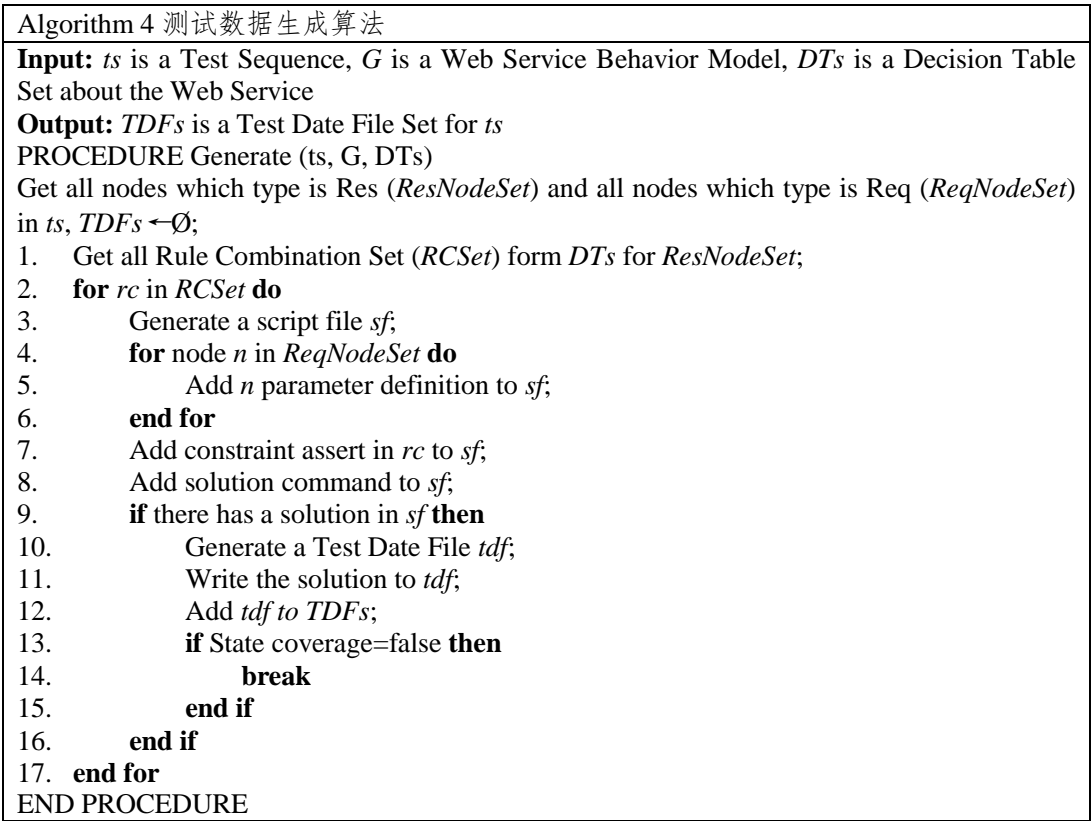 Algorithm 4 测试数据生成算法
Input: ts is a Test Sequence, G is a Web Service Behavior Model, DTs is a Decision Table
Set about the Web Service
Output: TDFs is a Test Date File Set for ts
PROCEDURE Generate (ts, G, DTs)
Get all nodes which type is Res (ResNodeSet) and all nodes which type is Req (ReqNodeSet)
in ts, TDFs←Ø;
1. Get all Rule Combination Set (RCSet) form DTs for ResNodeSet;
2. for rc in RCSet do
3. Generate a script file sf;
4. for node n in ReqNodeSet do
5. Add n parameter definition to sf;
6. end for
7. Add constraint assert in rc to sf;
8. Add solution command to sf;
9. if there has a solution in sf then
10. Generate a Test Date File tdf;
11. Write the solution to tdf;
12. Add tdf to TDFs;
13. if State coverage=false then
14. break
15. end if
16. end if
17. end for
END PROCEDURE